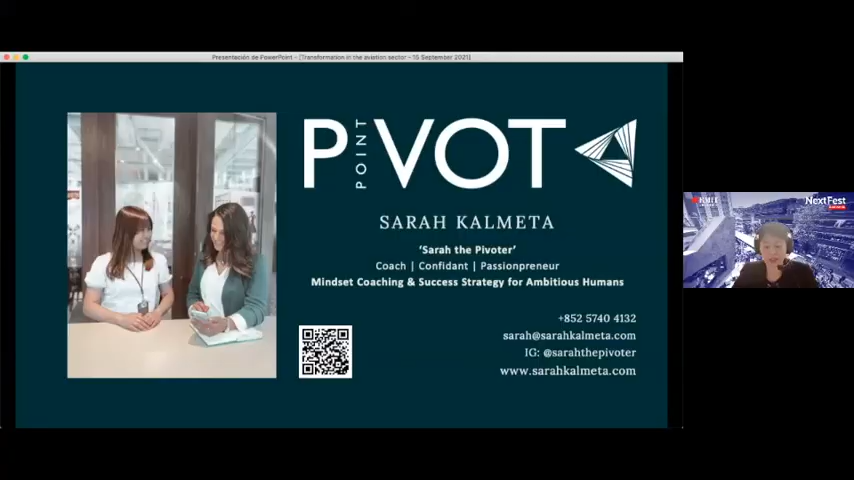 Presentación de PowerPoint - [Transformation in the aviation sector - 15 September 2021]
PIVOT
POINT
SARAH KALMETA
'Sarah the Pivoter'
Coach | Confidant | Passionpreneur
Mindset Coaching & Success Strategy for Ambitious Humans
+852 5740 4132
sarah@sarahkalmeta.com
IG: @sarahthepivoter
www.sarahkalmeta.com
RMIT
NextFest